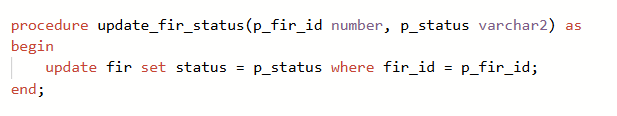 procedure update_fir_status(p_fir_id number, p_status varchar2) as
begin
    update fir set status = p_status where fir_id = p_fir_id;
end;